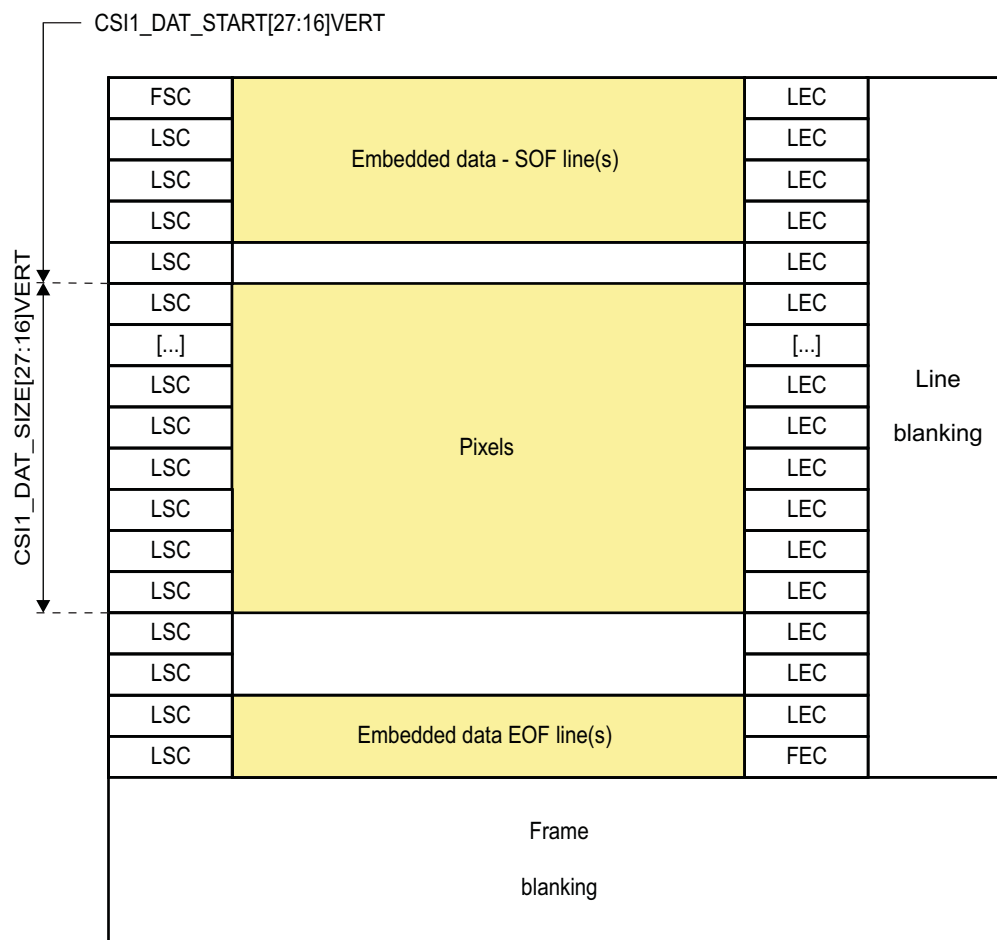 CSI1_DAT_START[27:16]VERT
FSC LEC
LSC LEC
Embedded data - SOF line(s)
LSC LEC
LSC LEC
LSC LEC
CSI1_DAT_SIZE[27:16]VERT
LSC LEC
[...] [...]
LSC LEC
Line
blanking
LSC LEC
Pixels
LSC LEC
LSC LEC
LSC LEC
LSC LEC
LSC LEC
LSC LEC
LSC LEC
Embedded data EOF line(s)
LSC FEC
Frame
blanking